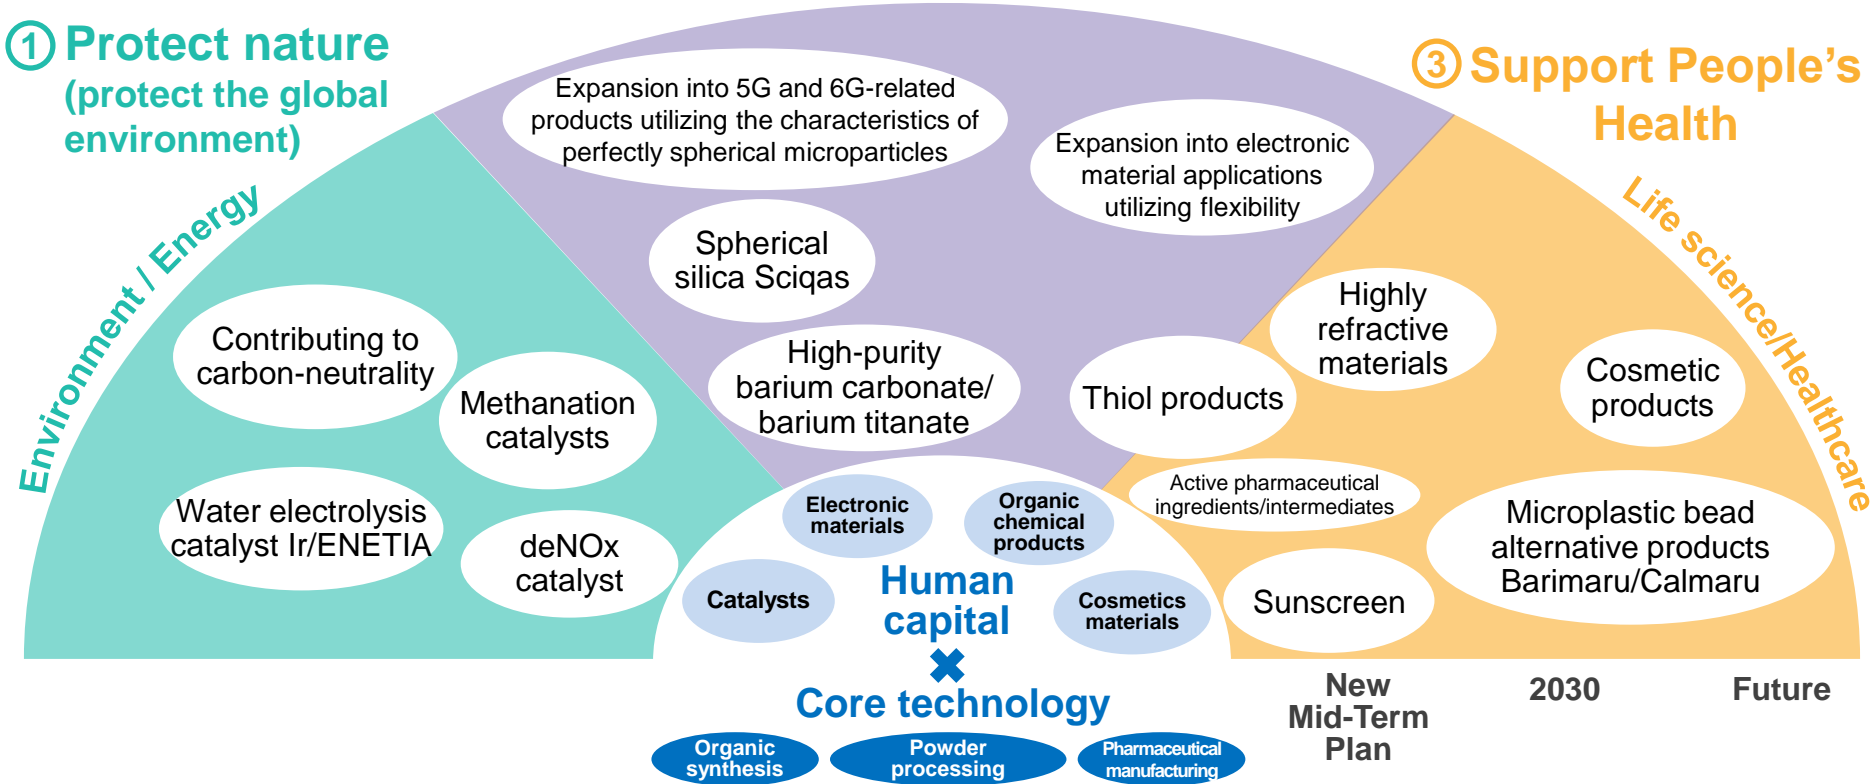 ① Protect nature
(protect the global
environment)
Environment / Energy
Contributing to
carbon-neutrality
Methanation
catalysts
Water electrolysis
catalyst Ir/ENETIA
deNOx
catalyst
Expansion into 5G and 6G-related
products utilizing the characteristics of
perfectly spherical microparticles
Expansion into electronic
material applications
utilizing flexibility
Spherical
silica Sciqas
High-purity
barium carbonate/
barium titanate
Thiol products
③ Support People’s
Health
Life science/Healthcare
Highly
refractive
materials
Cosmetic
products
Active pharmaceutical
ingredients/intermediates
Microplastic bead
alternative products
Barimaru/Calmaru
Sunscreen
Electronic
materials
Organic
chemical
products
Catalysts
Cosmetics
materials
Human
capital
✖
Core technology
Organic
synthesis
Powder
processing
Pharmaceutical
manufacturing
New
Mid-Term
Plan
2030
Future